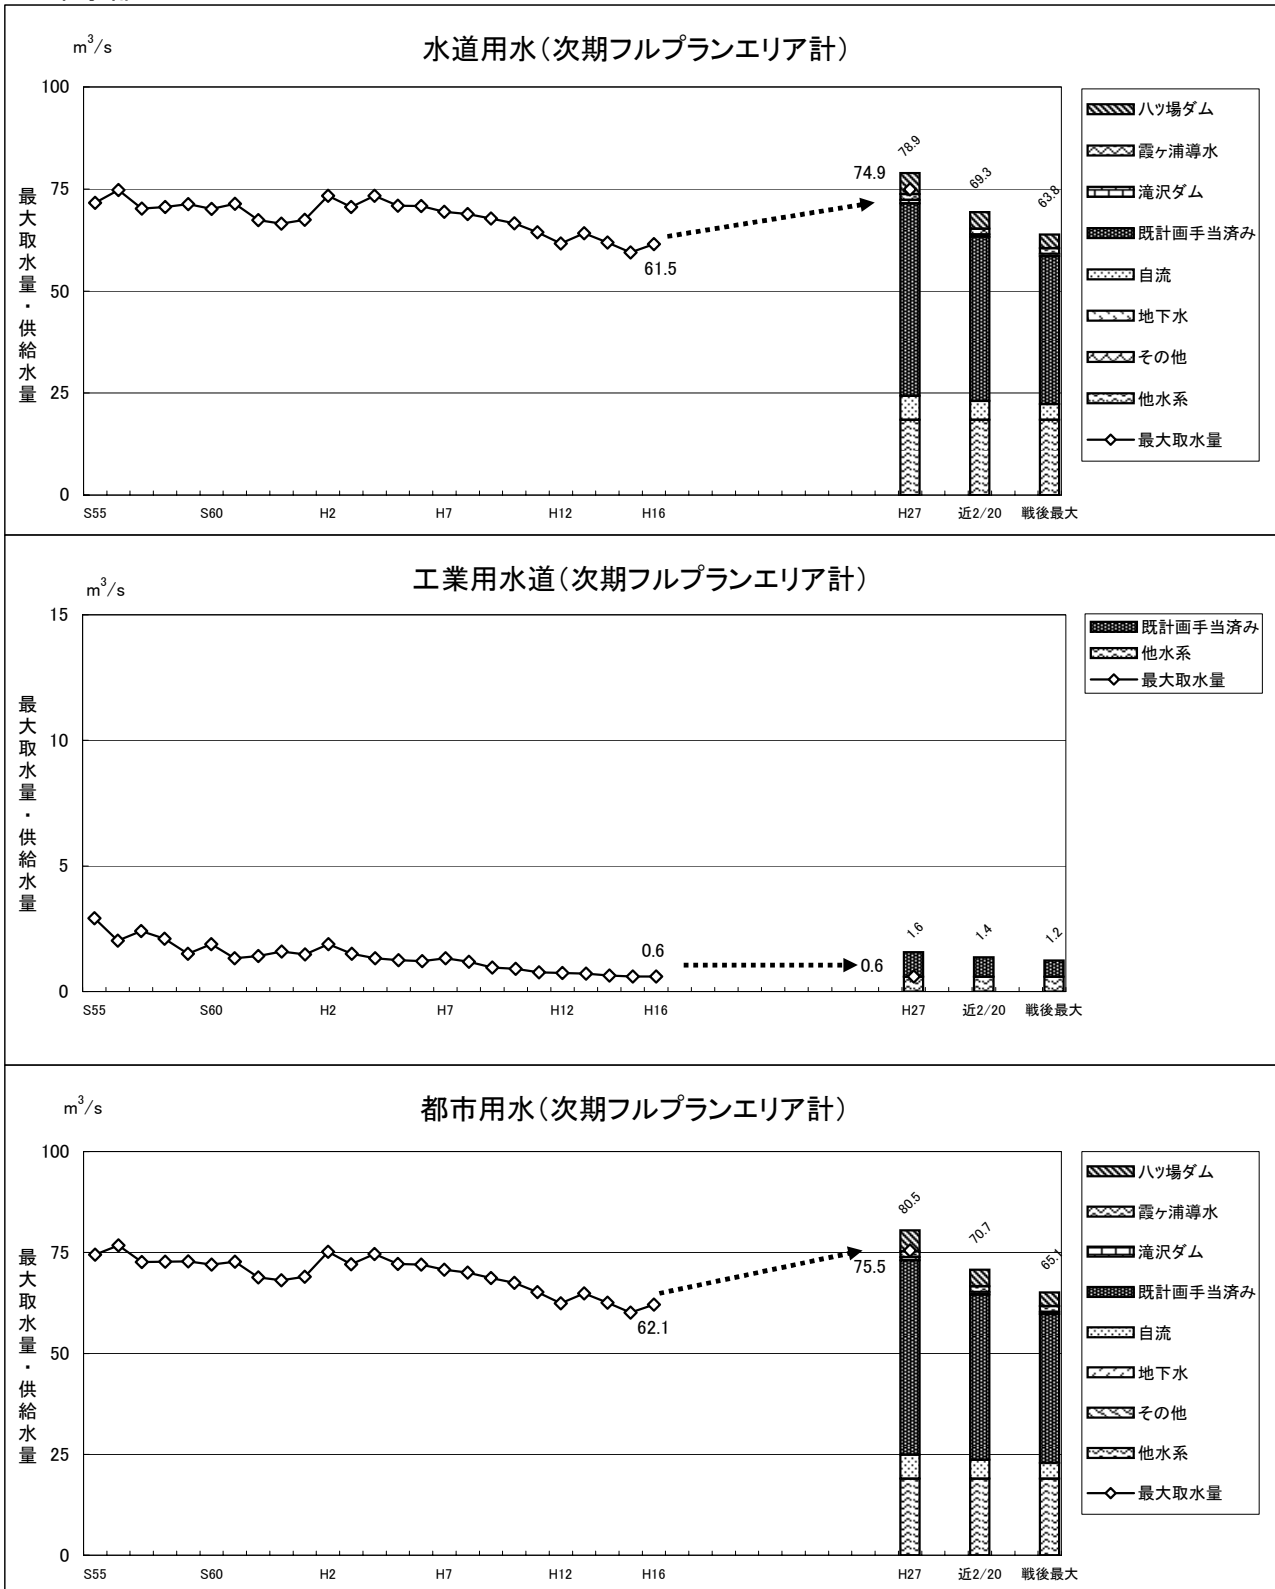 m³/s
水道用水(次期フルプランエリア計)
最大取水量・供給水量
100
75
50
25
0
S55 S60 H2 H7 H12 H16 H27 近2/20 戦後最大
61.5
74.9
78.9
69.3
63.8
八ッ場ダム
霞ヶ浦導水
滝沢ダム
既計画手当済み
自流
地下水
その他
他水系
最大取水量
m³/s
工業用水道(次期フルプランエリア計)
最大取水量・供給水量
15
10
5
0
S55 S60 H2 H7 H12 H16 H27 近2/20 戦後最大
0.6
0.6
1.6
1.4
1.2
既計画手当済み
他水系
最大取水量
m³/s
都市用水(次期フルプランエリア計)
最大取水量・供給水量
100
75
50
25
0
S55 S60 H2 H7 H12 H16 H27 近2/20 戦後最大
62.1
75.5
80.5
70.7
65.1
八ッ場ダム
霞ヶ浦導水
滝沢ダム
既計画手当済み
自流
地下水
その他
他水系
最大取水量